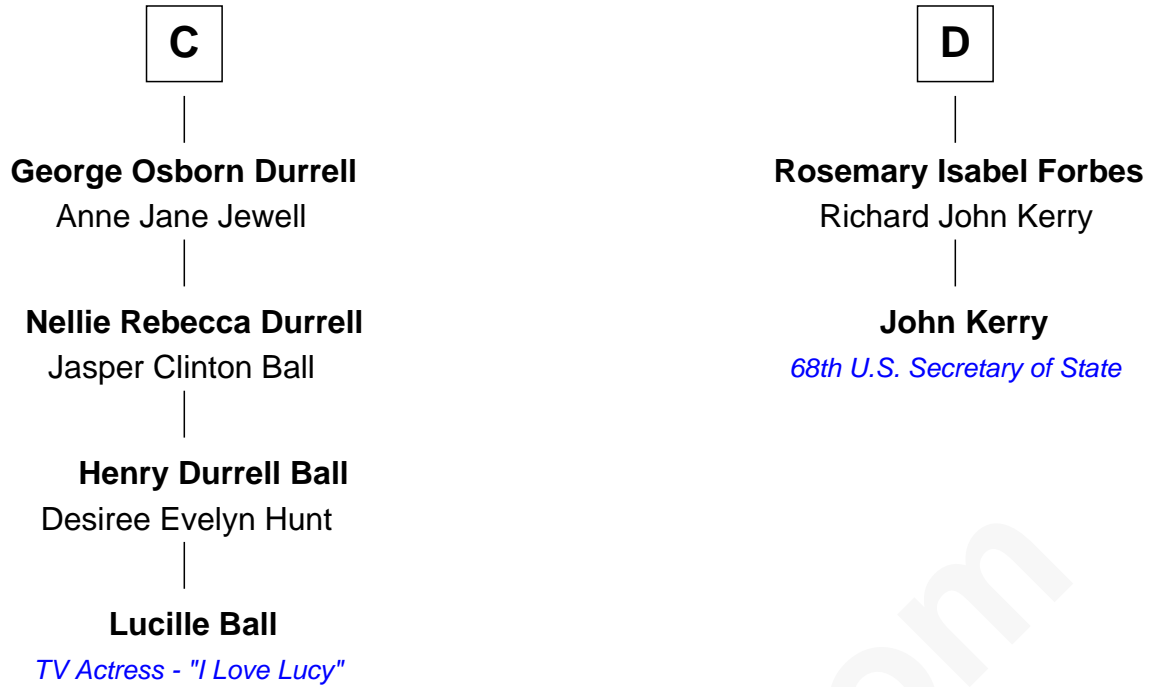 C
George Osborn Durrell
Anne Jane Jewell
Nellie Rebecca Durrell
Jasper Clinton Ball
Henry Durrell Ball
Desiree Evelyn Hunt
Lucille Ball
TV Actress - "I Love Lucy"
D
Rosemary Isabel Forbes
Richard John Kerry
John Kerry
68th U.S. Secretary of State
om